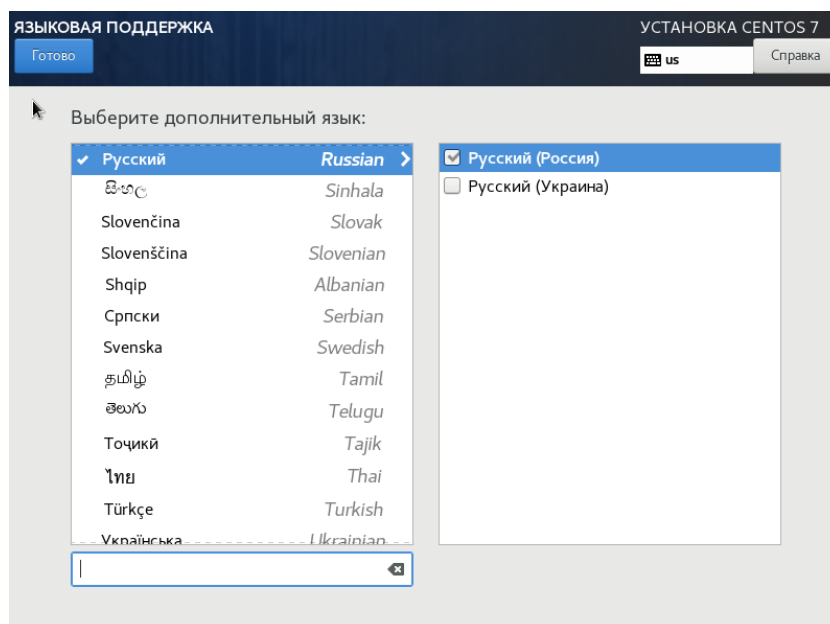 ЯЗЫКОВАЯ ПОДДЕРЖКА
УСТАНОВКА CENTOS 7
Готово
us
Справка
Выберите дополнительный язык:
Русский Russian
සිංහල Sinhala
Slovenčina Slovak
Slovenščina Slovenian
Shqip Albanian
Српски Serbian
Svenska Swedish
தமிழ் Tamil
తెలుగు Telugu
Тоҷикӣ Tajik
ไทย Thai
Türkçe Turkish
Українська Ukrainian
Русский (Россия)
Русский (Украина)